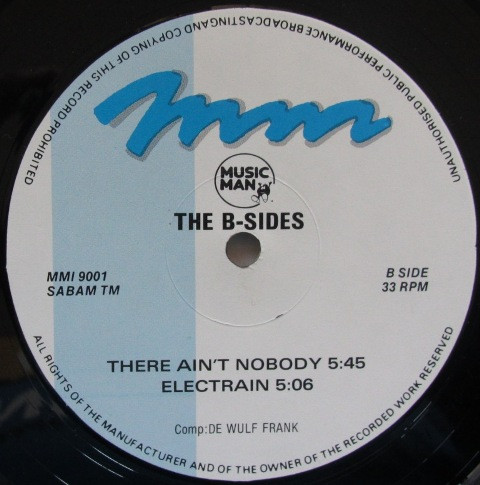 UNAUTHORISED PUBLIC PERFORMANCE BROADCASTING AND COPYING OF THIS RECORD PROHIBITED
mm
MUSIC
MAN
THE B-SIDES
MMI 9001
SABAM TM
B SIDE
33 RPM
THERE AIN'T NOBODY 5:45
ELECTRAIN 5:06
Comp:DE WULF FRANK
ALL RIGHTS OF THE MANUFACTURER AND OF THE OWNER OF THE RECORDED WORK RESERVED